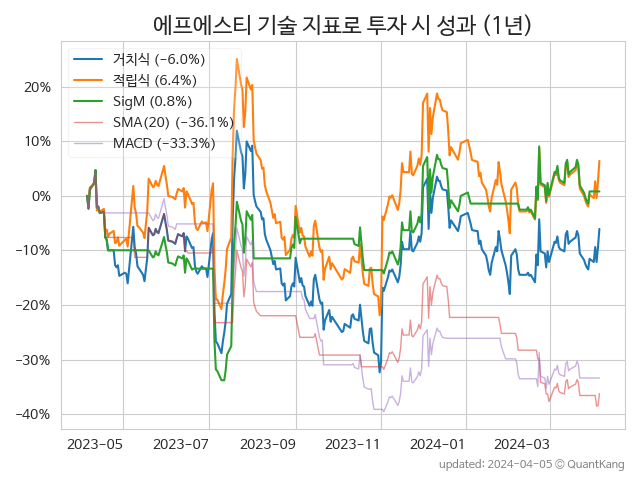 에프에스티 기술 지표로 투자 시 성과 (1년)
거치식 (−6.0%)
적립식 (6.4%)
SigM (0.8%)
SMA(20) (−36.1%)
MACD (−33.3%)
20%
10%
0%
−10%
−20%
−30%
−40%
2023-05 2023-07 2023-09 2023-11 2024-01 2024-03
updated: 2024-04-05 © QuantKang